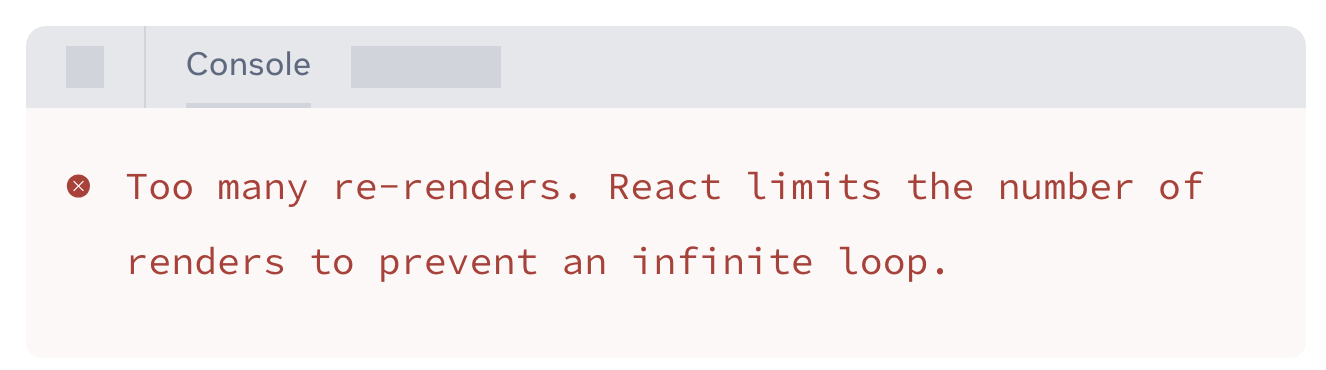 Console
Too many re-renders. React limits the number of
renders to prevent an infinite loop.